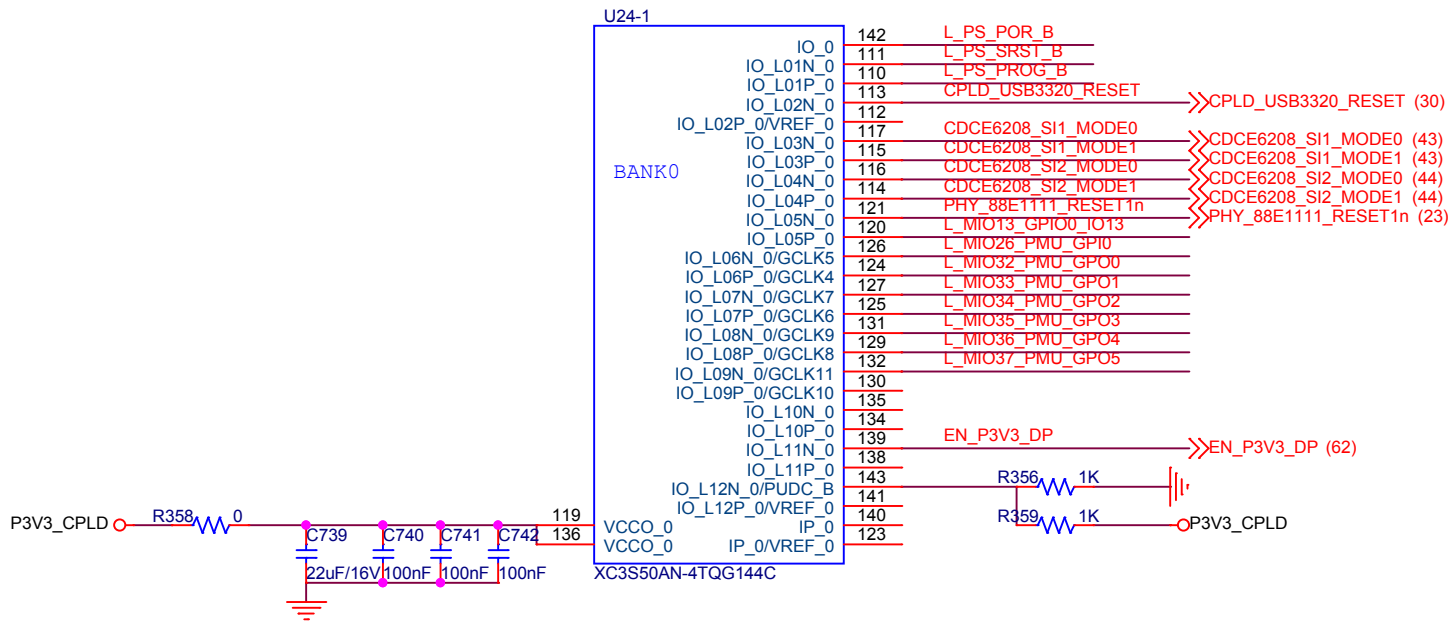 U24-1
IO_0 142 L_PS_POR_B
IO_L01N_0 111 L_PS_SRST_B
IO_L01P_0 110 L_PS_PROG_B
IO_L02N_0 113 CPLD_USB3320_RESET CPLD_USB3320_RESET (30)
IO_L02P_0/VREF_0 112
IO_L03N_0 117 CDCE6208_SI1_MODE0 CDCE6208_SI1_MODE0 (43)
IO_L03P_0 115 CDCE6208_SI1_MODE1 CDCE6208_SI1_MODE1 (43)
BANK0
IO_L04N_0 116 CDCE6208_SI2_MODE0 CDCE6208_SI2_MODE0 (44)
IO_L04P_0 114 CDCE6208_SI2_MODE1 CDCE6208_SI2_MODE1 (44)
IO_L05N_0 121 PHY_88E1111_RESET1n PHY_88E1111_RESET1n (23)
IO_L05P_0 120 L_MIO13_GPIO0_IO13
IO_L06N_0/GCLK5 126 L_MIO26_PMU_GPI0
IO_L06P_0/GCLK4 124 L_MIO32_PMU_GPO0
IO_L07N_0/GCLK7 127 L_MIO33_PMU_GPO1
IO_L07P_0/GCLK6 125 L_MIO34_PMU_GPO2
IO_L08N_0/GCLK9 131 L_MIO35_PMU_GPO3
IO_L08P_0/GCLK8 129 L_MIO36_PMU_GPO4
IO_L09N_0/GCLK11 132 L_MIO37_PMU_GPO5
IO_L09P_0/GCLK10 130
IO_L10N_0 135
IO_L10P_0 134
IO_L11N_0 139 EN_P3V3_DP EN_P3V3_DP (62)
IO_L11P_0 138
IO_L12N_0/PUDC_B 143 R356 1K
IO_L12P_0/VREF_0 141
P3V3_CPLD R358 0 119 VCCO_0 IP_0 140 R359 1K P3V3_CPLD
C739 C740 C741 C742 136 VCCO_0 IP_0/VREF_0 123
22uF/16V 100nF 100nF 100nF XC3S50AN-4TQG144C